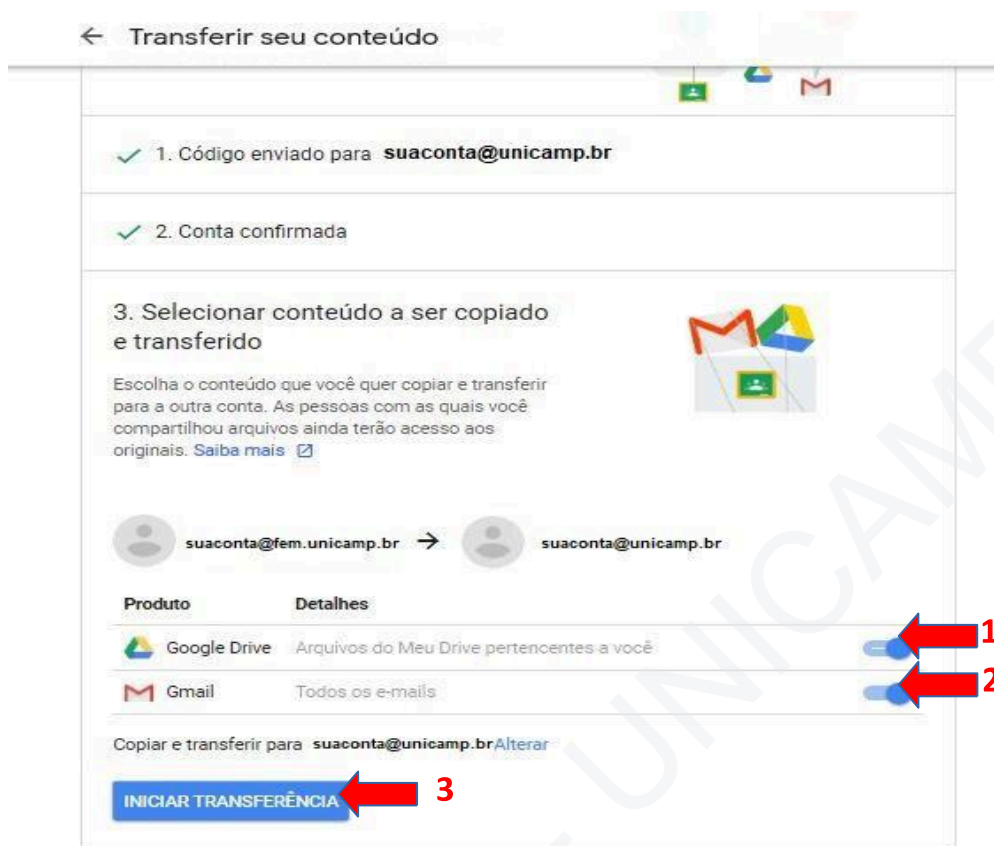 ← Transferir seu conteúdo
1. Código enviado para suaconta@unicamp.br
2. Conta confirmada
3. Selecionar conteúdo a ser copiado
e transferido
Escolha o conteúdo que você quer copiar e transferir
para a outra conta. As pessoas com as quais você
compartilhou arquivos ainda terão acesso aos
originais. Saiba mais
suaconta@fem.unicamp.br → suaconta@unicamp.br
Produto Detalhes
Google Drive Arquivos do Meu Drive pertencentes a você 1
Gmail Todos os e-mails 2
Copiar e transferir para suaconta@unicamp.brAlterar
INICIAR TRANSFERÊNCIA 3
UNICAMP